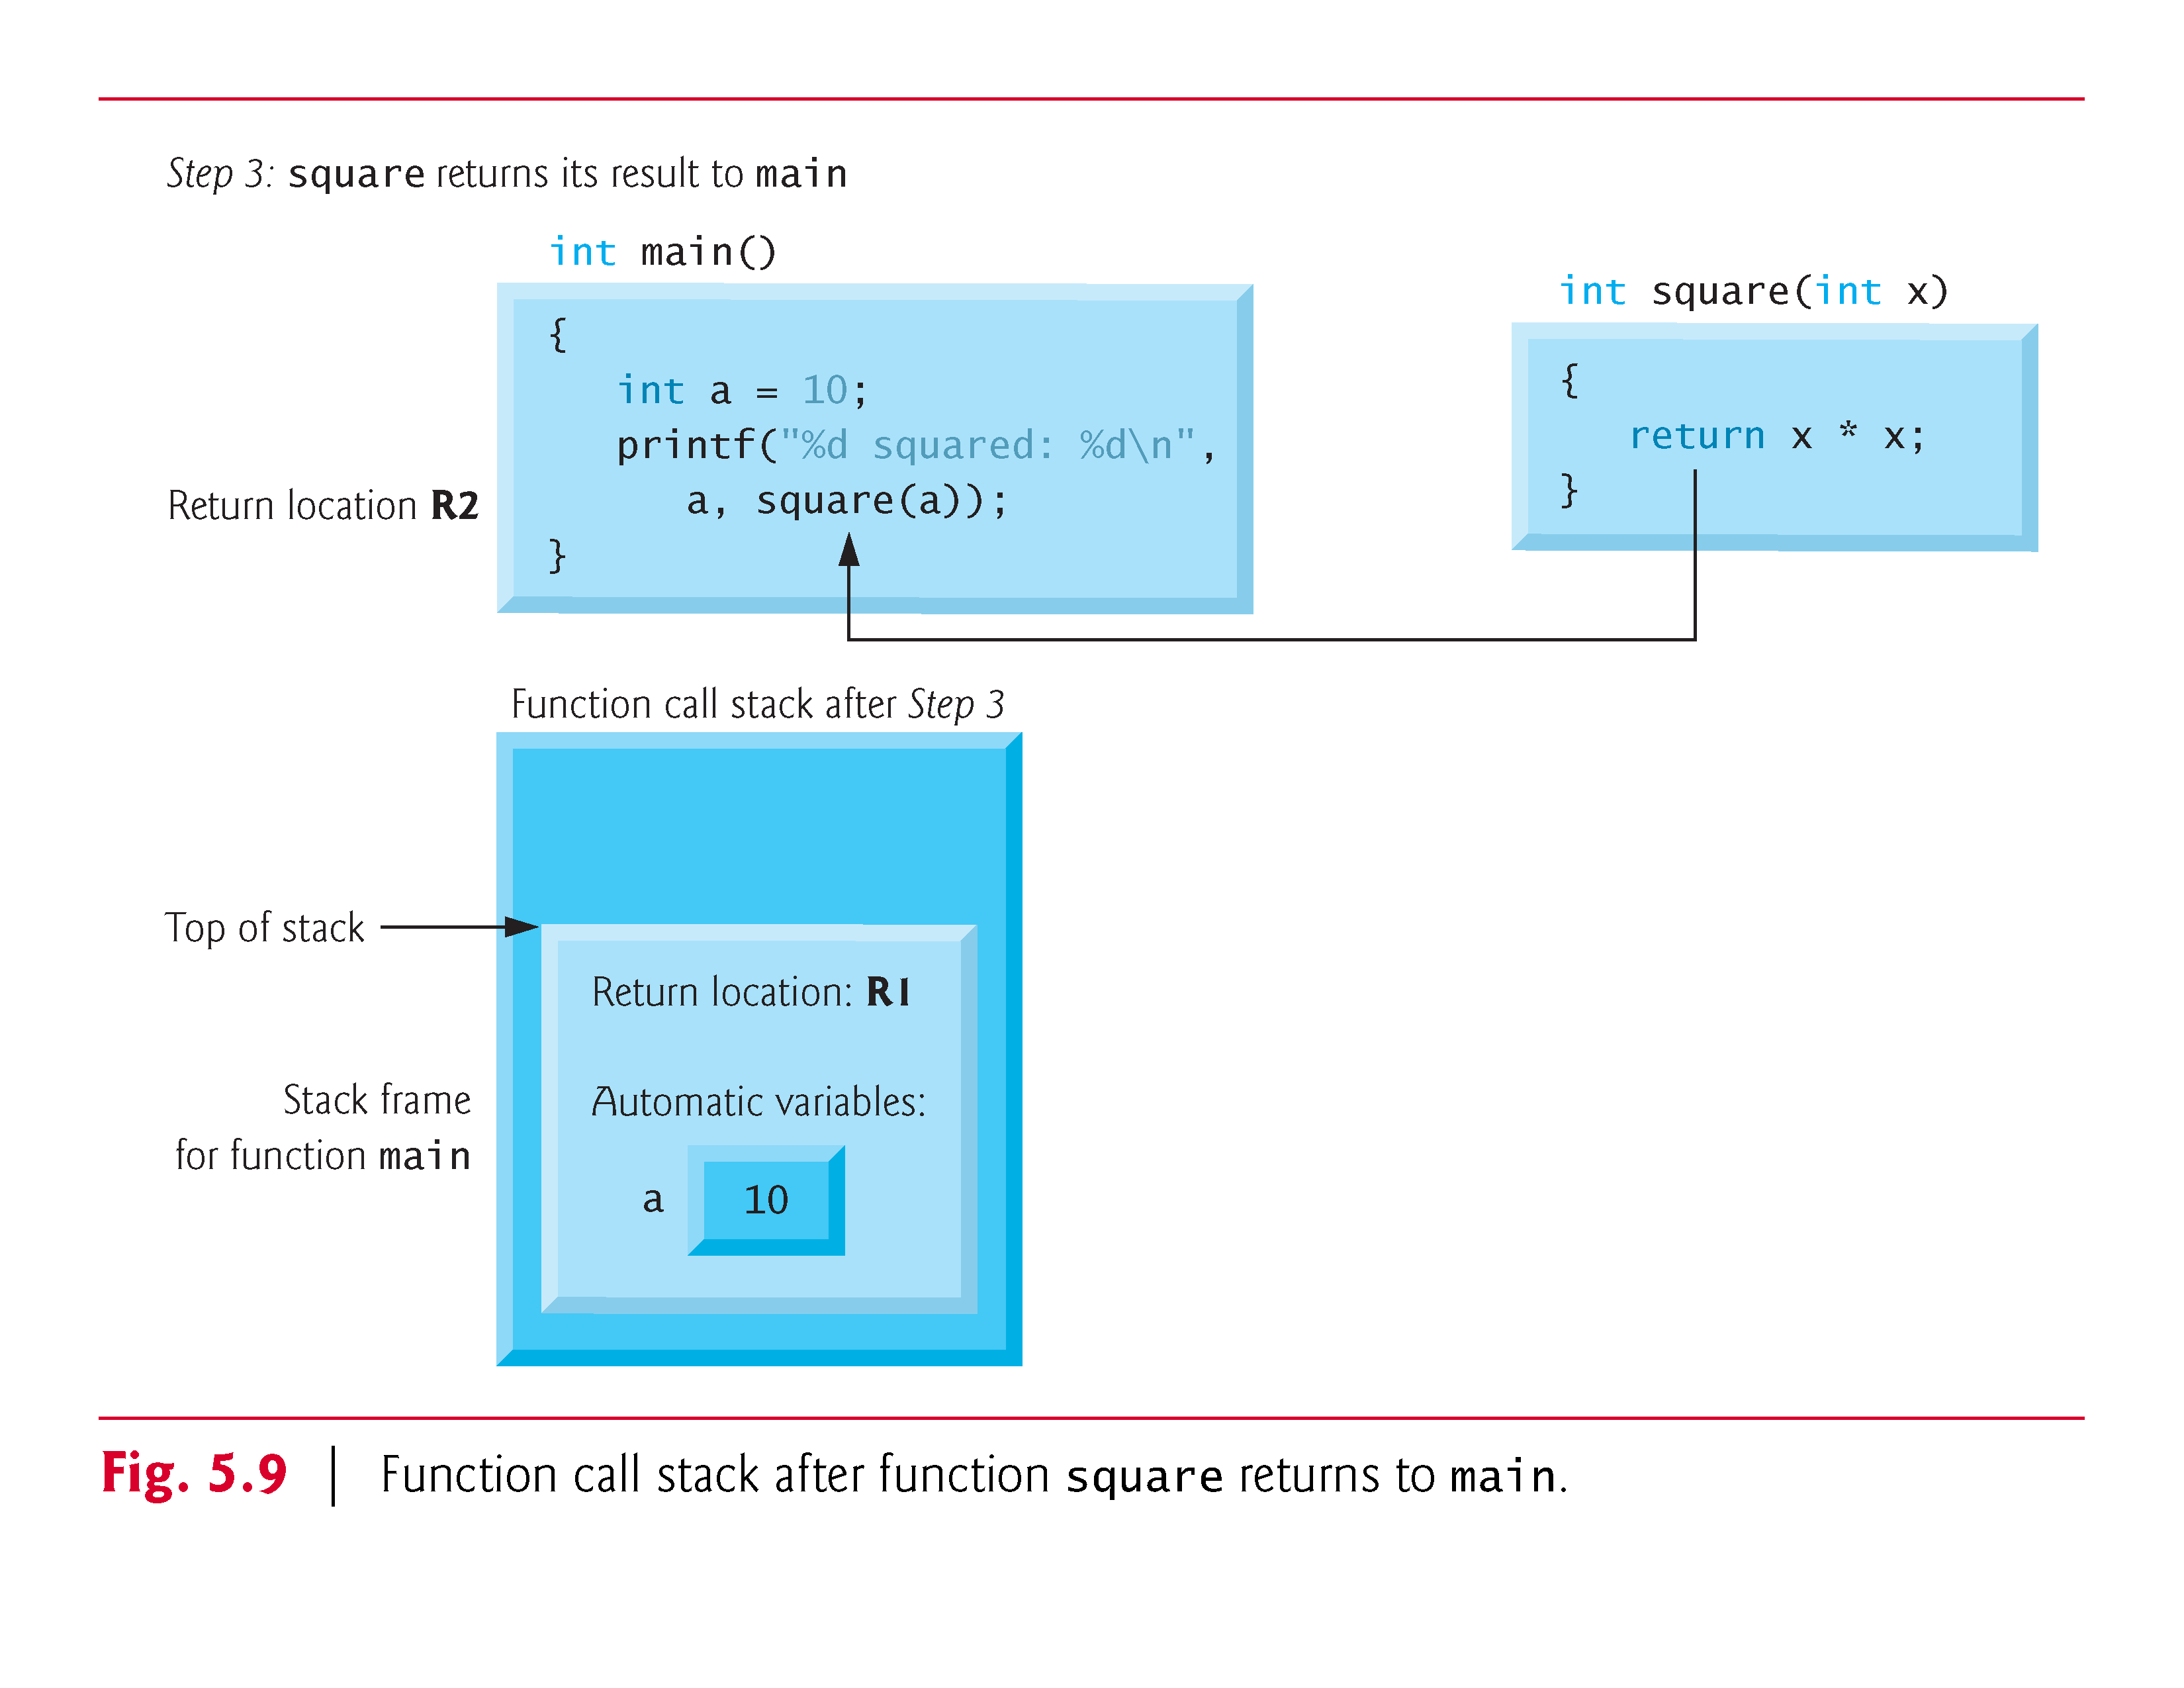 Step 3: square returns its result to main
int main()
{
int a = 10;
printf("%d squared: %d\n",
a, square(a));
}
Return location R2
int square(int x)
{
return x * x;
}
Function call stack after Step 3
Top of stack
Return location: R1
Stack frame
for function main
Automatic variables:
a 10
Fig. 5.9 | Function call stack after function square returns to main.